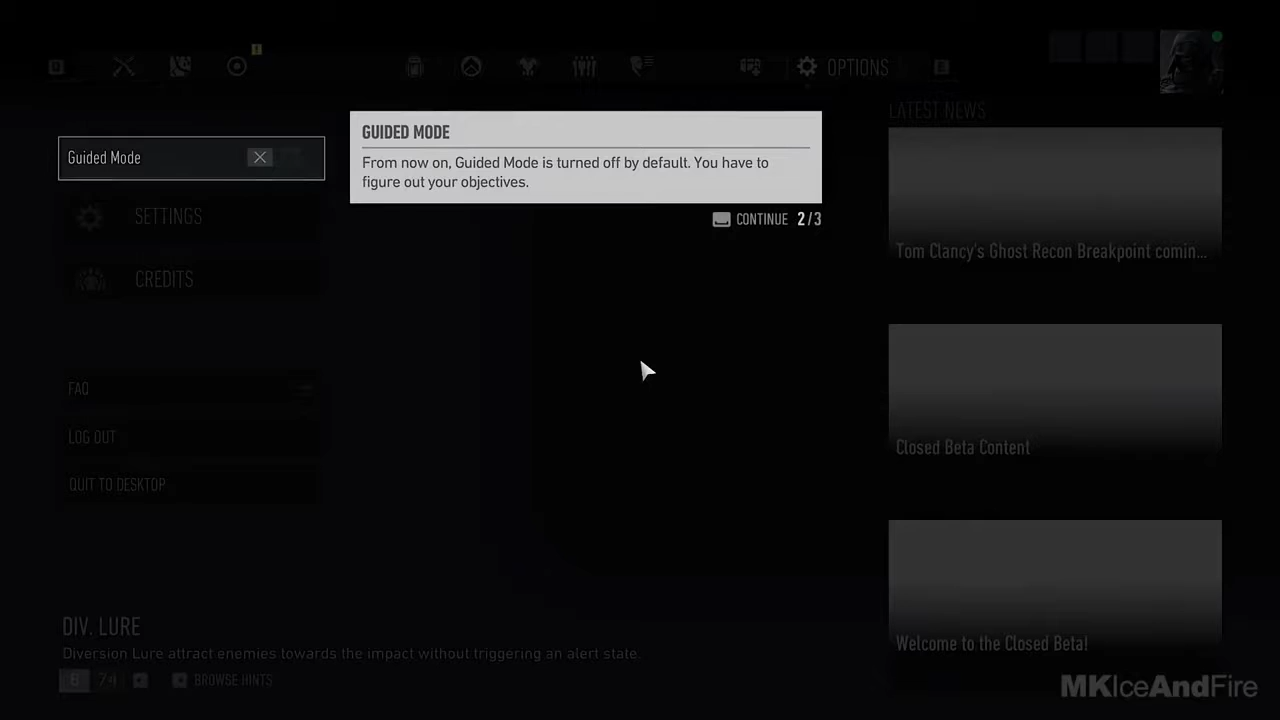 OPTIONS
LATEST NEWS
Guided Mode
GUIDED MODE
From now on, Guided Mode is turned off by default. You have to
figure out your objectives.
CONTINUE 2/3
SETTINGS
CREDITS
FAQ
LOG OUT
QUIT TO DESKTOP
Tom Clancy's Ghost Recon Breakpoint comin...
Closed Beta Content
Welcome to the Closed Beta!
DIV. LURE
Diversion Lure attract enemies towards the impact without triggering an alert state.
BROWSE HINTS
MKIceAndFire